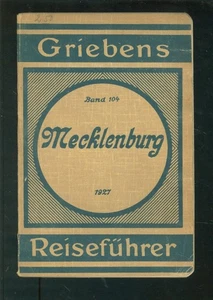 Griebens
Band 104
Mecklenburg
1927
Reiseführer